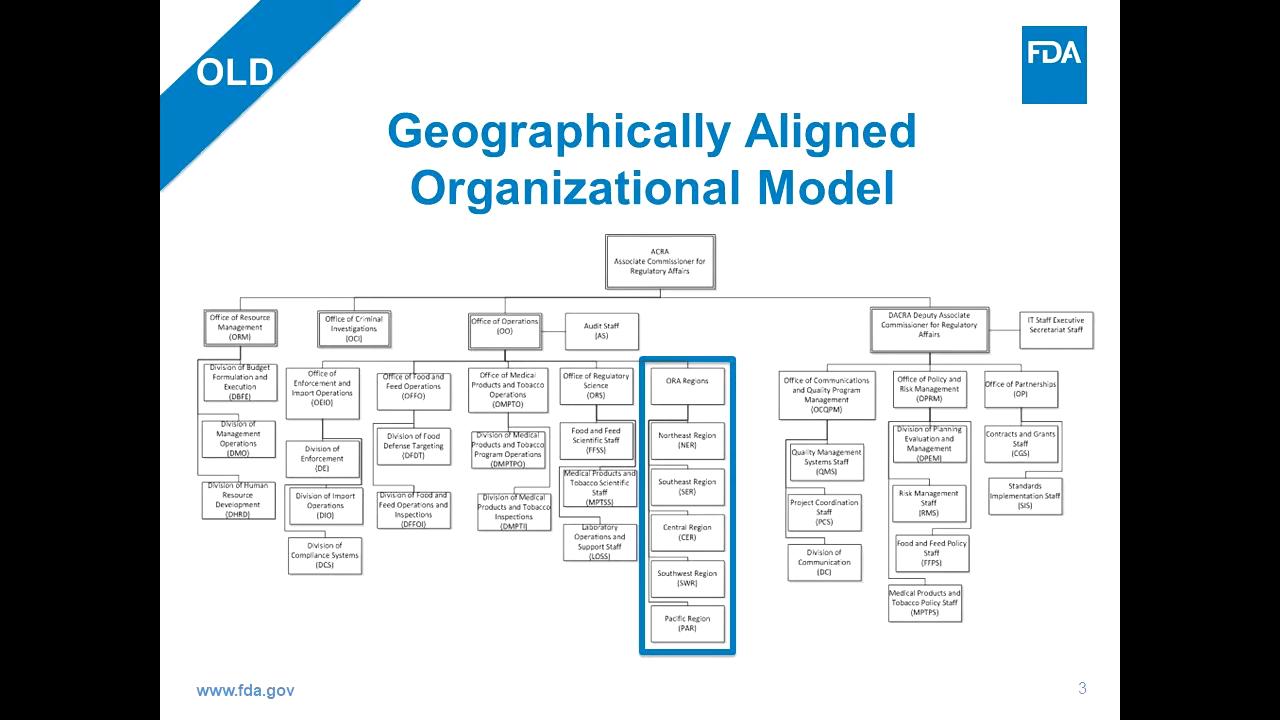 OLD
FDA
Geographically Aligned
Organizational Model
ACRA
Associate Commissioner for
Regulatory Affairs
Office of Resource
Management
(ORM)
Office of Criminal
Investigations
(OCI)
Office of Operations
(OO)
Audit Staff
(AS)
DACRA Deputy Associate
Commissioner for Regulatory
Affairs
IT Staff Executive
Secretariat Staff
Division of Budget
Formulation and
Execution
(DBFE)
Division of
Management
Operations
(DMO)
Division of Human
Resource
Development
(DHRD)
Office of
Enforcement and
Import Operations
(OEIO)
Division of
Enforcement
(DE)
Division of Import
Operations
(DIO)
Division of
Compliance Systems
(DCS)
Office of Food and
Feed Operations
(OFFO)
Division of Food
Defense Targeting
(DFDT)
Division of Food and
Feed Operations and
Inspections
(DFFOI)
Office of Medical
Products and Tobacco
Operations
(OMPTO)
Division of Medical
Products and Tobacco
Program Operations
(DMPTPO)
Division of Medical
Products and Tobacco
Inspections
(DMPTI)
Office of Regulatory
Science
(ORS)
Food and Feed
Scientific Staff
(FFSS)
Medical Products and
Tobacco Scientific
Staff
(MPTSS)
Laboratory
Operations and
Support Staff
(LOSS)
ORA Regions
Northeast Region
(NER)
Southeast Region
(SER)
Central Region
(CER)
Southwest Region
(SWR)
Pacific Region
(PAR)
Office of Communications
and Quality Program
Management
(OCQPM)
Quality Management
Systems Staff
(QMS)
Project Coordination
Staff
(PCS)
Division of
Communication
(DC)
Office of Policy and
Risk Management
(OPRM)
Division of Planning
Evaluation and
Management
(DPEM)
Risk Management
Staff
(RMS)
Food and Feed Policy
Staff
(FFPS)
Medical Products and
Tobacco Policy Staff
(MPTPS)
Office of Partnerships
(OP)
Contracts and Grants
Staff
(CGS)
Standards
Implementation Staff
(SIS)
www.fda.gov
3